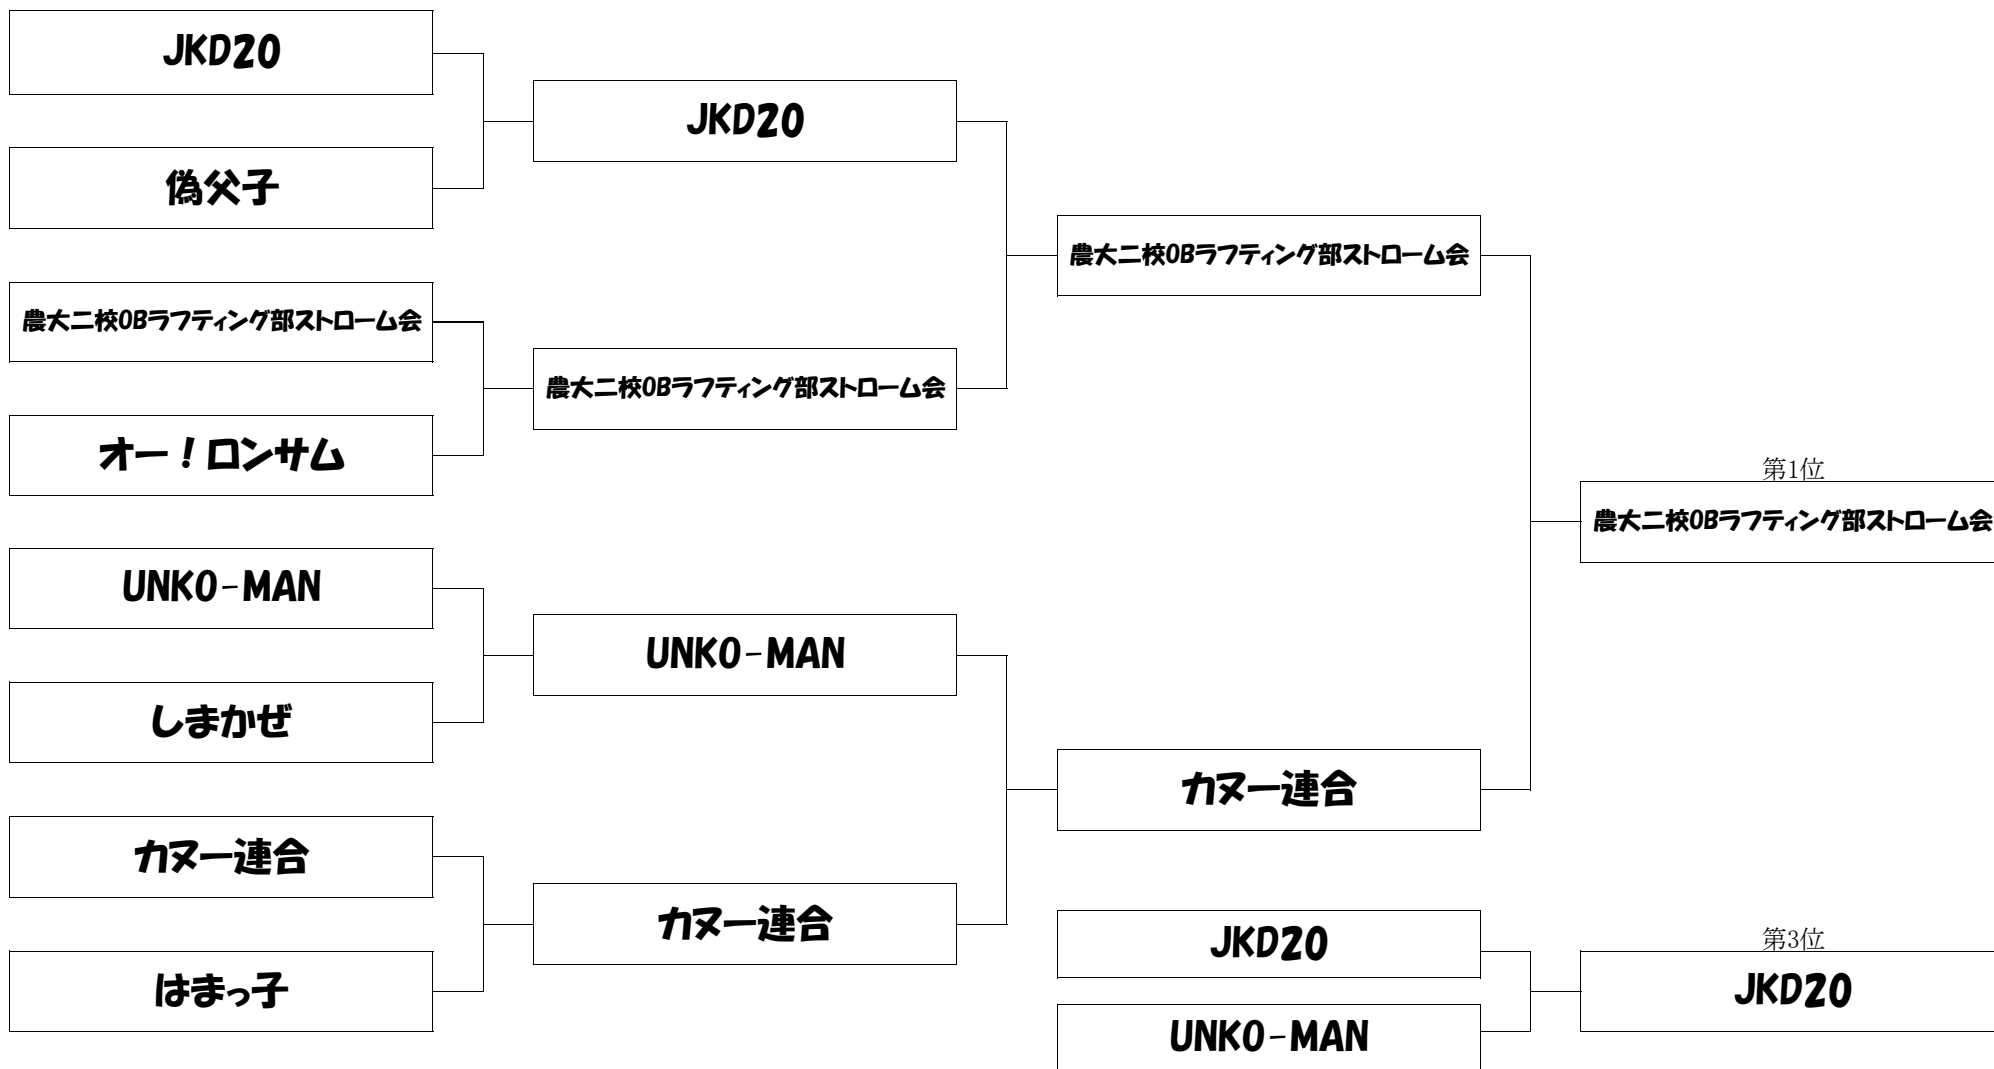 JKD20
偽父子
農大二校OBラフティング部ストローム会
オー！ロンサム
UNKO-MAN
しまかぜ
カヌー連合
はまっ子
JKD20
農大二校OBラフティング部ストローム会
UNKO-MAN
カヌー連合
農大二校OBラフティング部ストローム会
カヌー連合
JKD20
UNKO-MAN
第1位
農大二校OBラフティング部ストローム会
第3位
JKD20